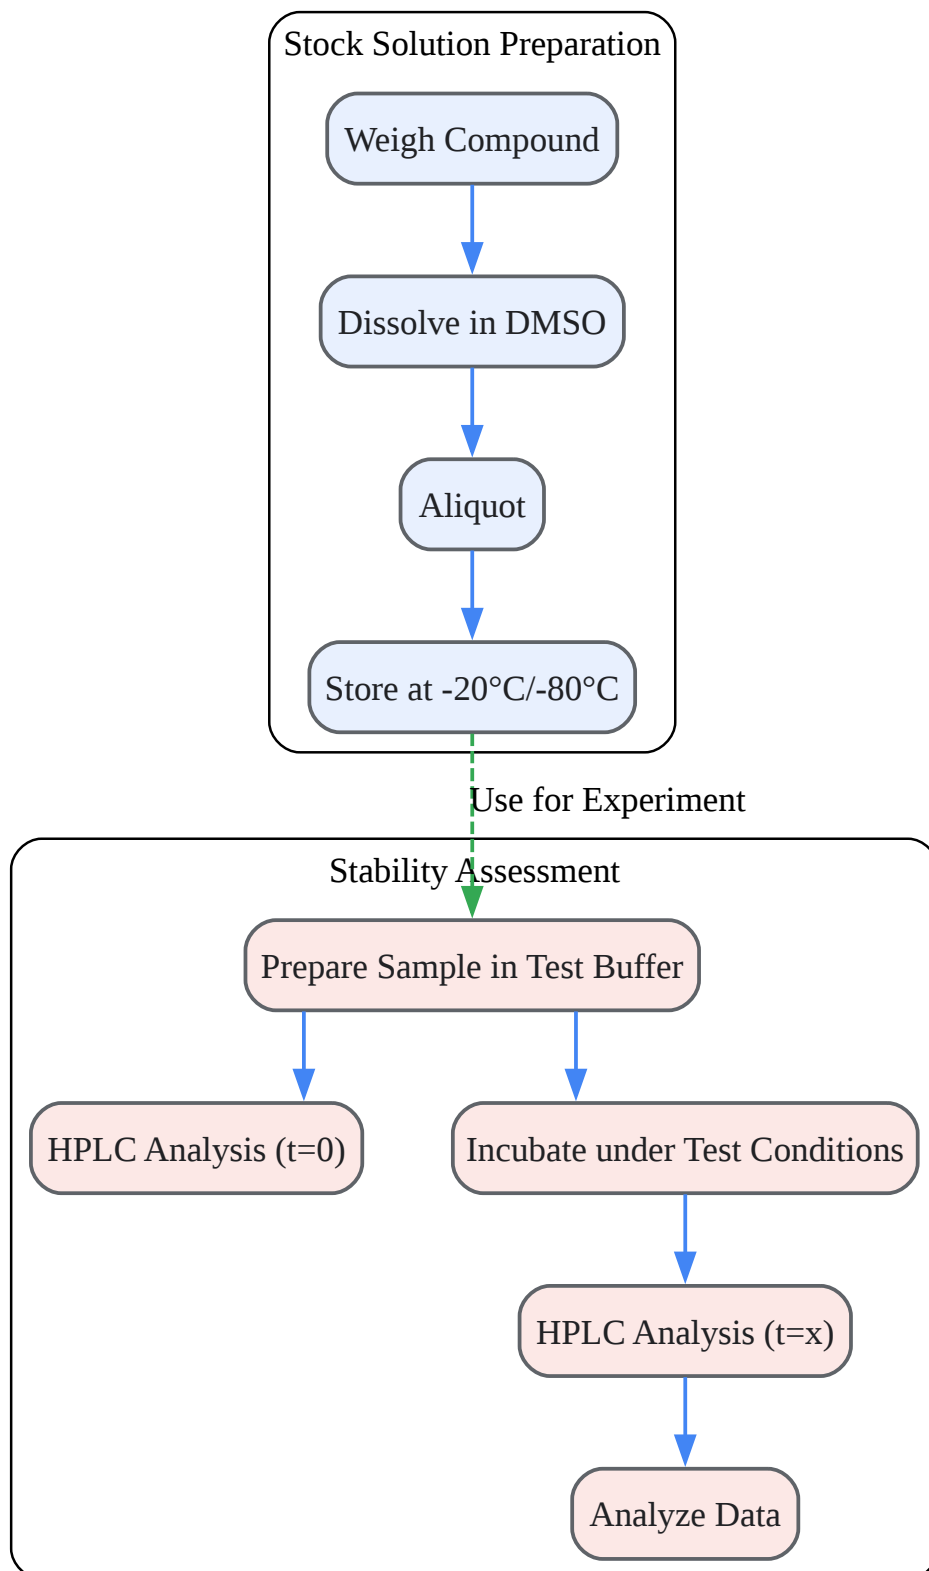 Stock Solution Preparation
Weigh Compound
Dissolve in DMSO
Aliquot
Store at -20°C/-80°C
Use for Experiment
Stability Assessment
Prepare Sample in Test Buffer
HPLC Analysis (t=0)
Incubate under Test Conditions
HPLC Analysis (t=x)
Analyze Data